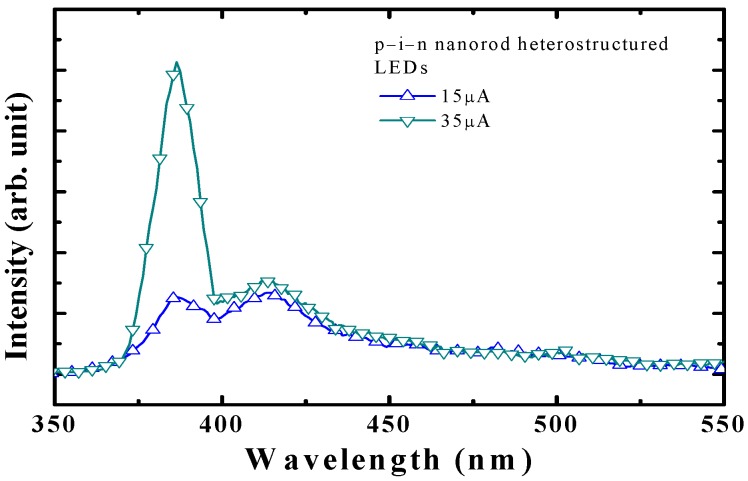 p–i–n nanorod heterostructured
LEDs
15μA
35μA
Intensity (arb. unit)
350 400 450 500 550
Wavelength (nm)